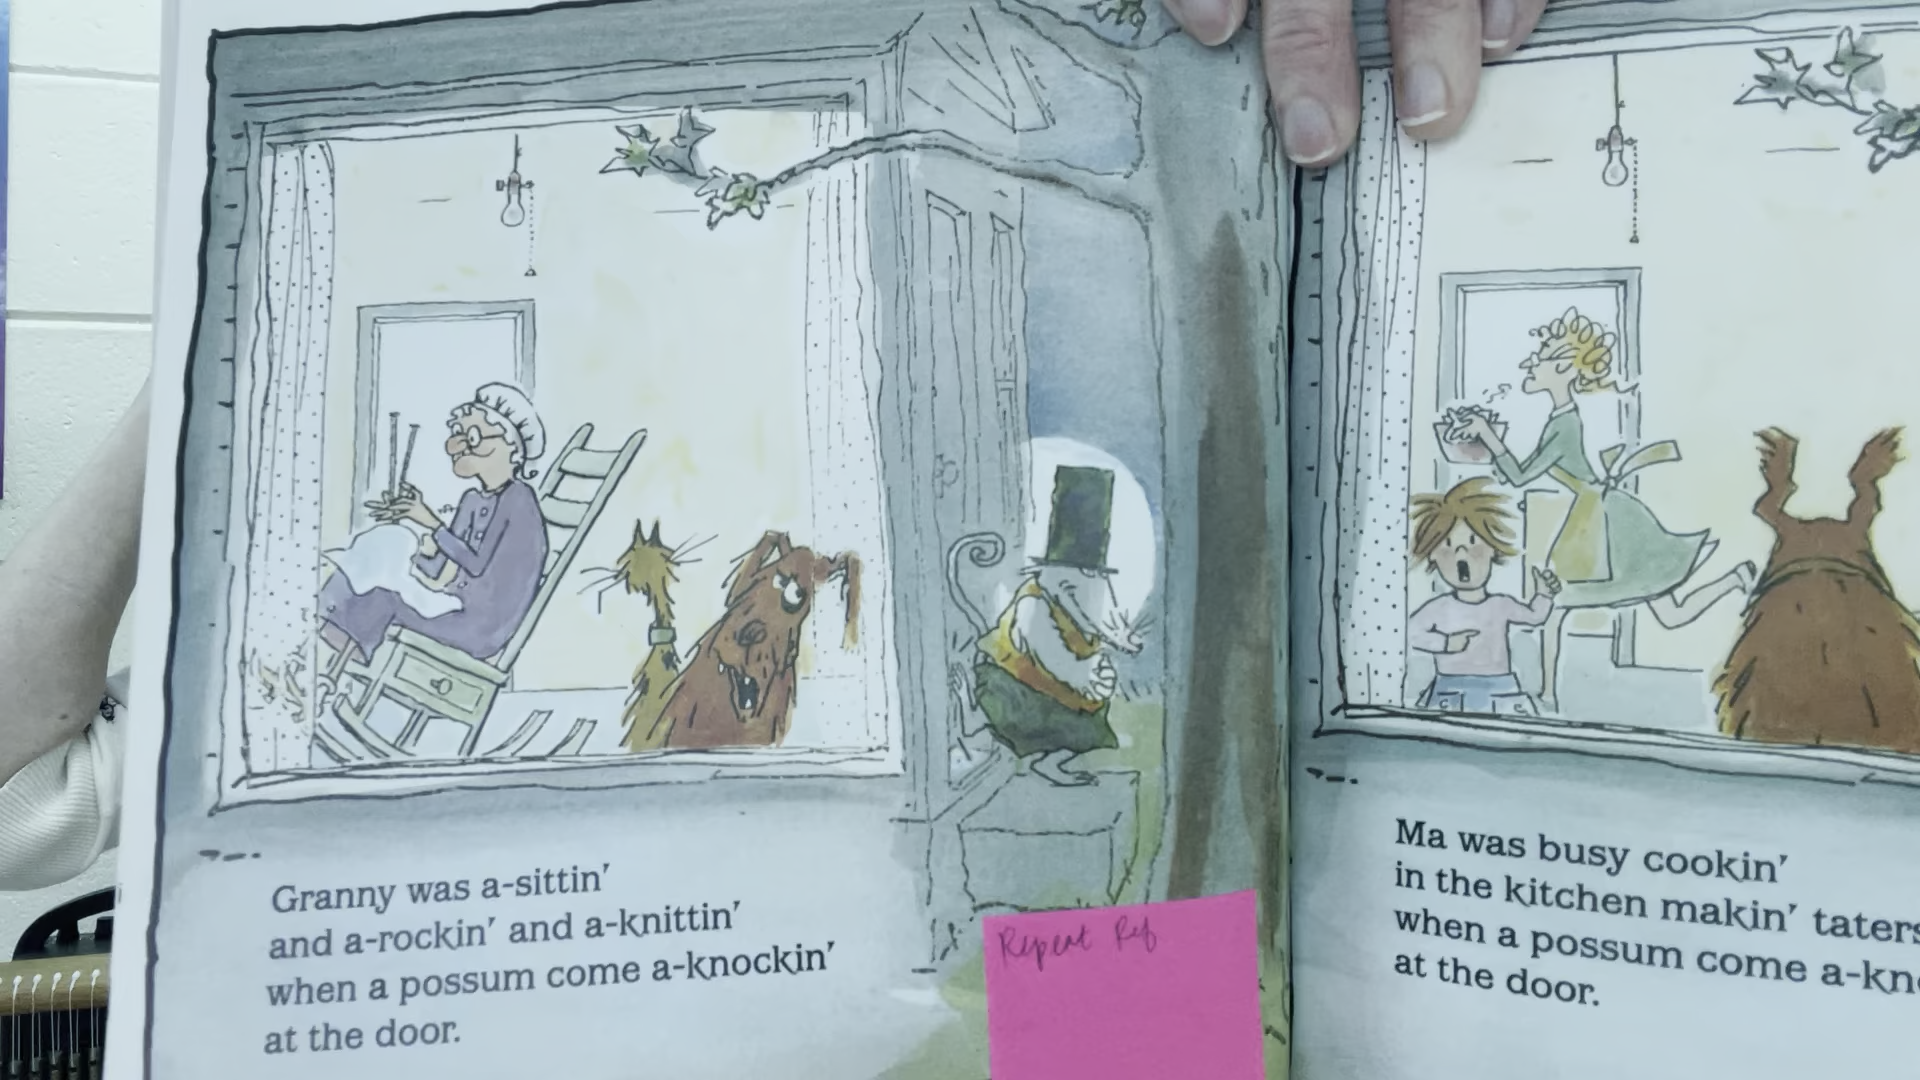 Granny was a-sittin'
and a-rockin' and a-knittin'
when a possum come a-knockin'
at the door.
Repeat Ref
Ma was busy cookin'
in the kitchen makin' taters
when a possum come
at the door.